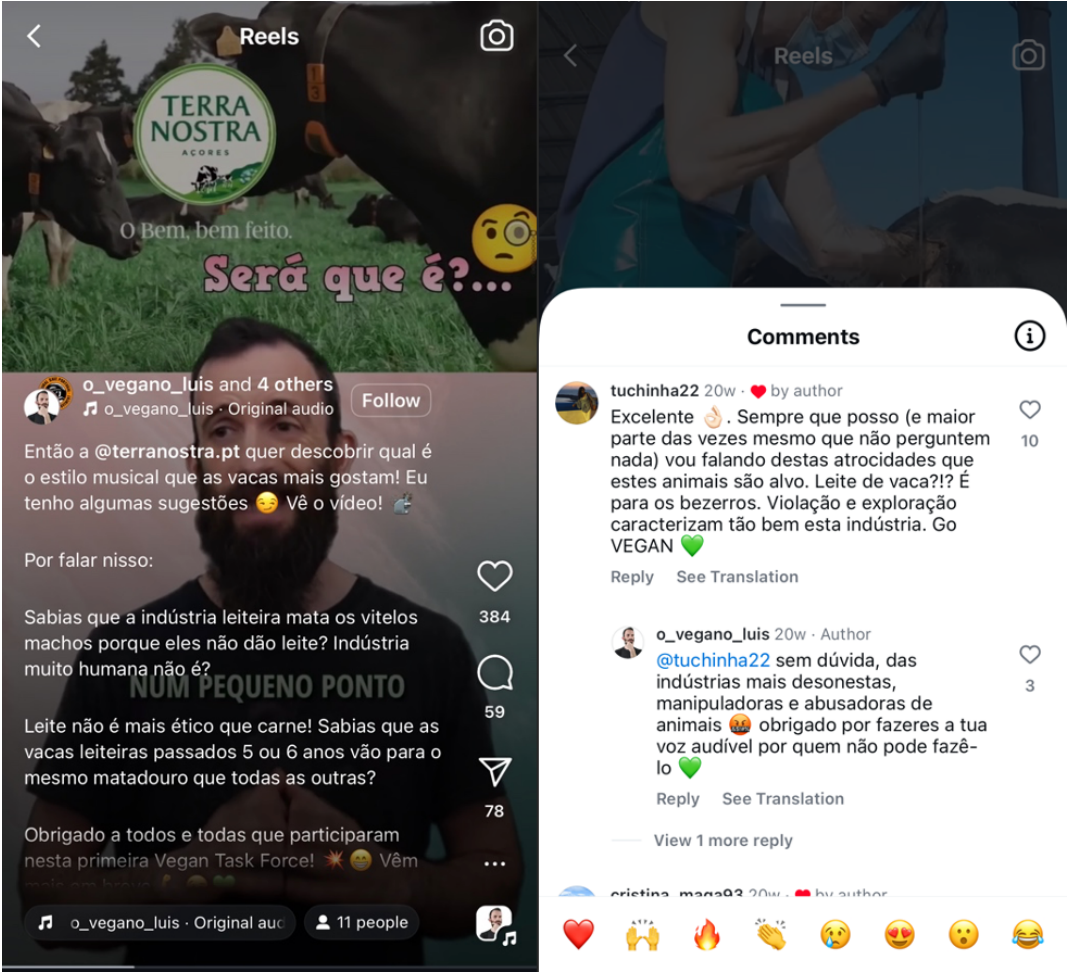 Reels
TERRA
NOSTRA
AÇORES
O Bem, bem feito.
Será que é?...
o_vegano_luis and 4 others
o_vegano_luis · Original audio
Follow
Então a @terranostra.pt quer descobrir qual é
o estilo musical que as vacas mais gostam! Eu
tenho algumas sugestões 😏 Vê o vídeo! 🎸
Por falar nisso:
Sabias que a indústria leiteira mata os vitelos
machos porque eles não dão leite? Indústria
muito humana não é?
NUM PEQUENO PONTO
Leite não é mais ético que carne! Sabias que as
vacas leiteiras passados 5 ou 6 anos vão para o
mesmo matadouro que todas as outras?
Obrigado a todos e todas que participaram
nesta primeira Vegan Task Force! 💥😁 Vêm
mais em breve
384
59
78
o_vegano_luis · Original aud
11 people
Reels
Comments
tuchinha22 20w · ❤️ by author
Excelente 👌🏻. Sempre que posso (e maior
parte das vezes mesmo que não perguntem
nada) vou falando destas atrocidades que
estes animais são alvo. Leite de vaca?!? É
para os bezerros. Violação e exploração
caracterizam tão bem esta indústria. Go
VEGAN 💚
10
Reply See Translation
o_vegano_luis 20w · Author
@tuchinha22 sem dúvida, das
indústrias mais desonestas,
manipuladoras e abusadoras de
animais 🤬 obrigado por fazeres a tua
voz audível por quem não pode fazê-
lo 💚
3
Reply See Translation
View 1 more reply
cristina_maga93 20w · ❤️ by author